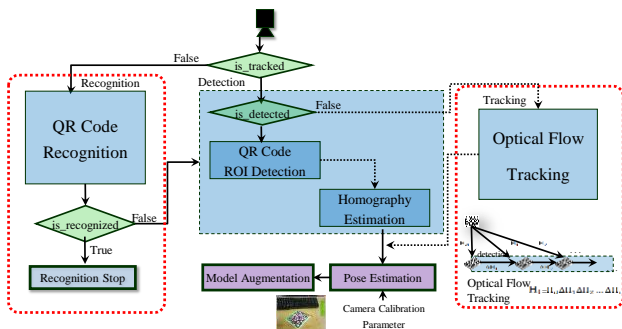 False
is_tracked
Recognition
Detection
False
is_detected
Tracking
QR Code
Recognition
QR Code
ROI Detection
Optical Flow
Tracking
Homography
Estimation
is_recognized
False
True
Recognition Stop
Model Augmentation
Pose Estimation
Camera Calibration
Parameter
detection
Optical Flow
Tracking